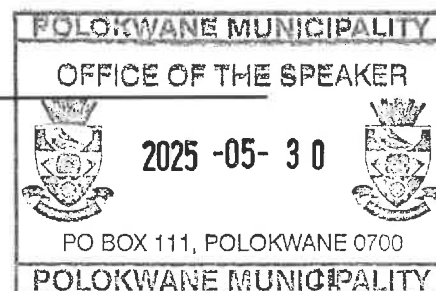 POLOKWANE MUNICIPALITY
OFFICE OF THE SPEAKER
2025 -05- 30
PO BOX 111, POLOKWANE 0700
POLOKWANE MUNICIPALITY